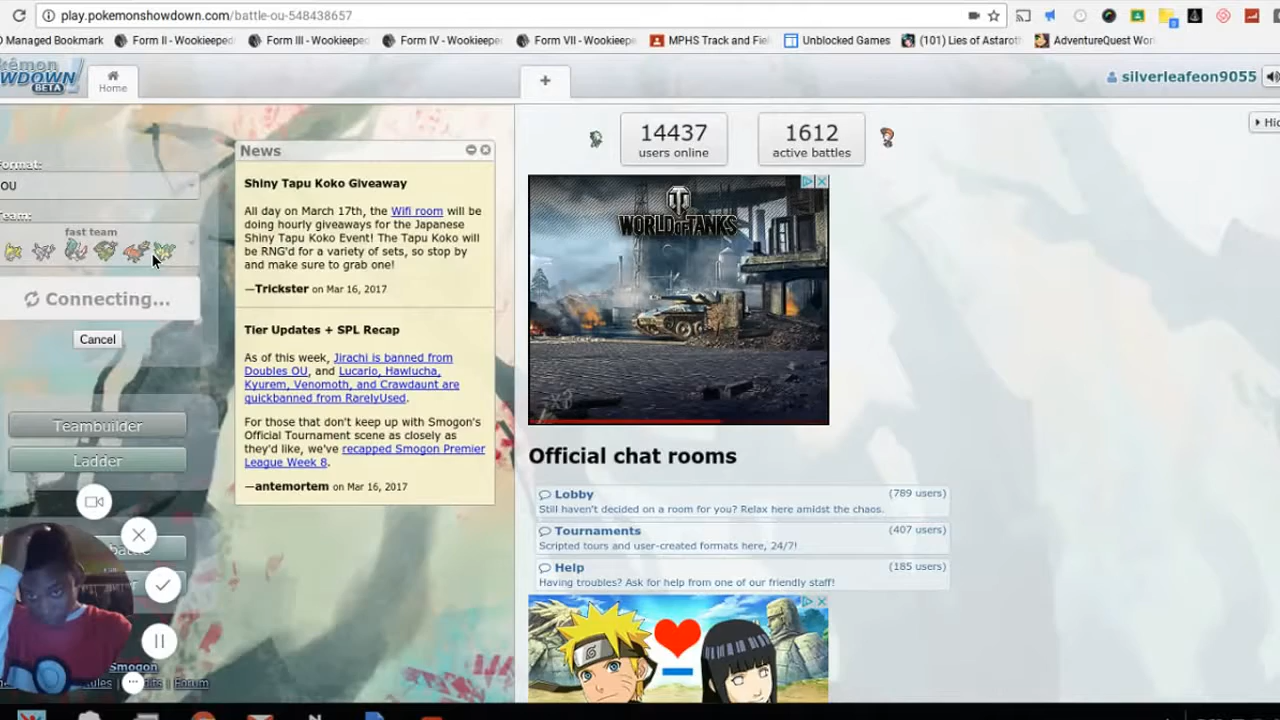 play.pokemonshowdown.com/battle-ou-548438657
Managed Bookmark
Form II - Wookieepe
Form III - Wookieepe
Form IV - Wookieep
Form VII - Wookieepe
MPHS Track and Fiel
Unblocked Games
(101) Lies of Astaroth
AdventureQuest Wor
kémon
OWDOWN
BETA
Home
+
silverleafeon9055
Format:
OU
Team:
fast team
Connecting...
Cancel
Teambuilder
Ladder
News
Shiny Tapu Koko Giveaway
All day on March 17th, the Wifi room will be
doing hourly giveaways for the Japanese
Shiny Tapu Koko Event! The Tapu Koko will
be RNG'd for a variety of sets, so stop by
and make sure to grab one!
—Trickster on Mar 16, 2017
Tier Updates + SPL Recap
As of this week, Jirachi is banned from
Doubles OU, and Lucario, Hawlucha,
Kyurem, Venomoth, and Crawdaunt are
quickbanned from RarelyUsed.
For those that don't keep up with Smogon's
Official Tournament scene as closely as
they'd like, we've recapped Smogon Premier
League Week 8.
—antemortem on Mar 16, 2017
14437
users online
1612
active battles
Hid
WORLD OF TANKS
Official chat rooms
Lobby (789 users)
Still haven't decided on a room for you? Relax here amidst the chaos.
Tournaments (407 users)
Scripted tours and user-created formats here, 24/7!
Help (185 users)
Having troubles? Ask for help from one of our friendly staff!
Smogon
Forum